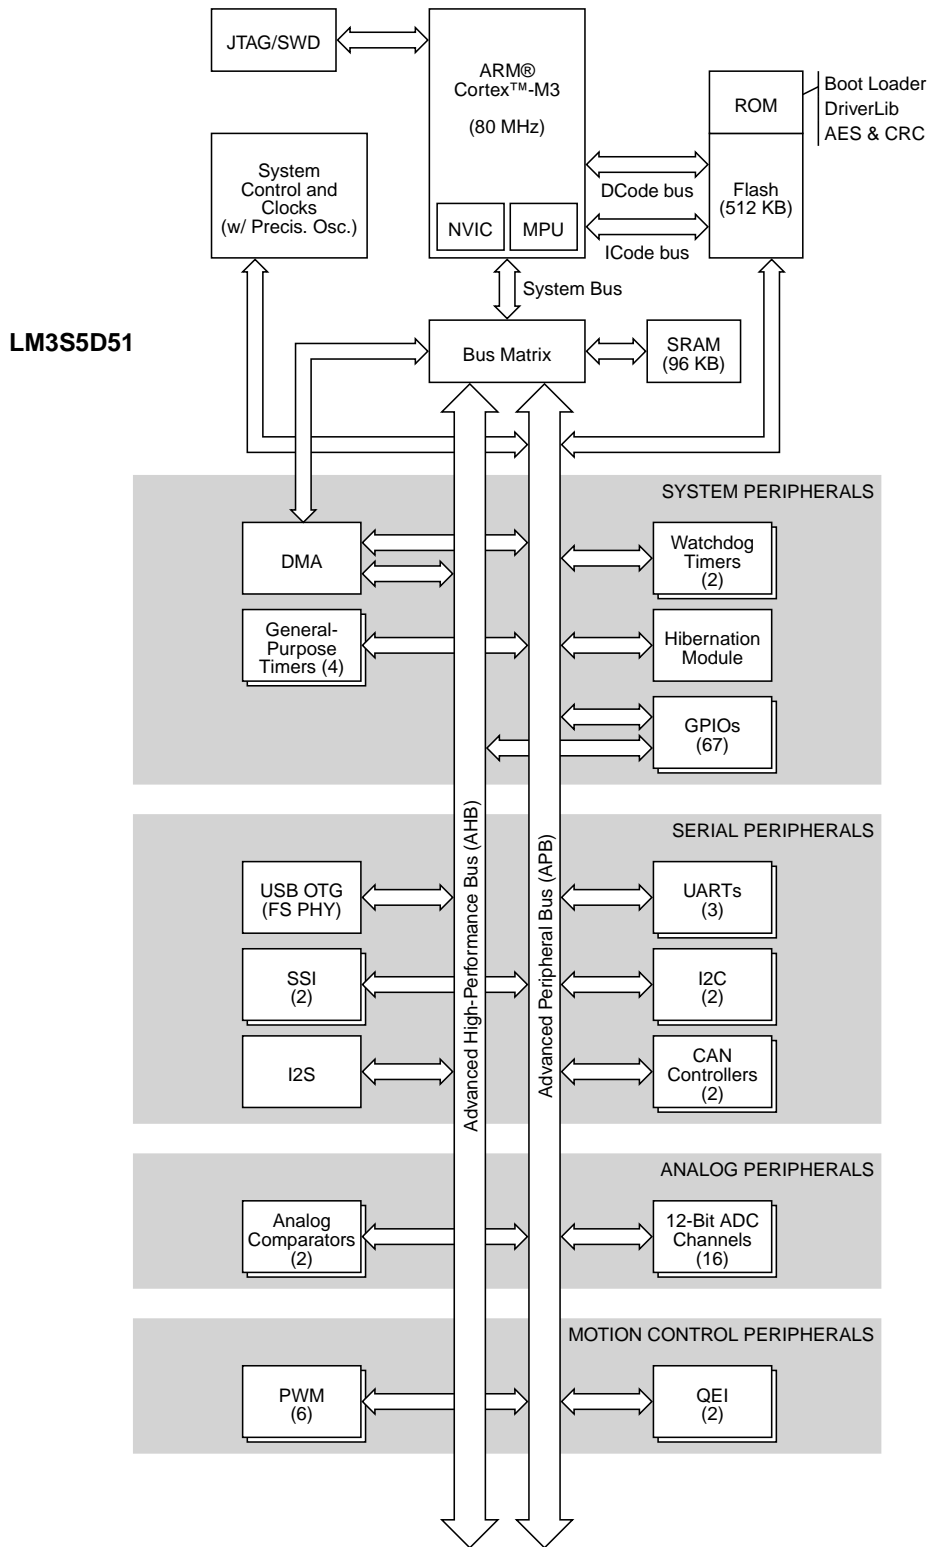 JTAG/SWD
ARM®
Cortex™-M3
(80 MHz)
NVIC
MPU
ROM
Boot Loader
DriverLib
AES & CRC
System
Control and
Clocks
(w/ Precis. Osc.)
DCode bus
Flash
(512 KB)
ICode bus
System Bus
LM3S5D51
Bus Matrix
SRAM
(96 KB)
SYSTEM PERIPHERALS
DMA
Watchdog
Timers
(2)
General-
Purpose
Timers (4)
Hibernation
Module
GPIOs
(67)
Advanced High-Performance Bus (AHB)
Advanced Peripheral Bus (APB)
SERIAL PERIPHERALS
USB OTG
(FS PHY)
UARTs
(3)
SSI
(2)
I2C
(2)
I2S
CAN
Controllers
(2)
ANALOG PERIPHERALS
Analog
Comparators
(2)
12-Bit ADC
Channels
(16)
MOTION CONTROL PERIPHERALS
PWM
(6)
QEI
(2)